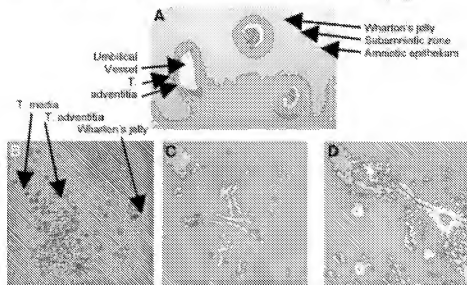 A
Wharton's jelly
Subamniotic zone
Amniotic epithelium
Umbilical
Vessel
T.
adventitia
T. media
T. adventitia
Wharton's jelly
C
D